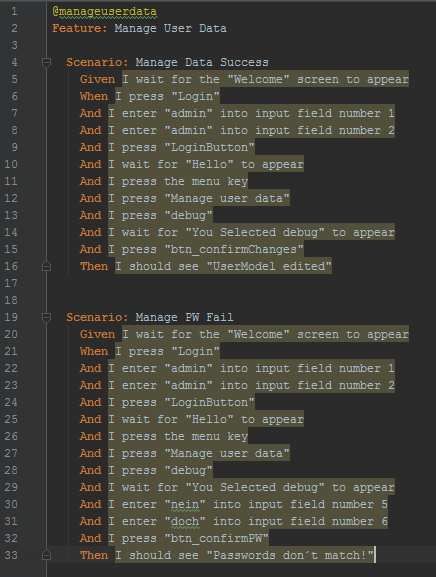 1 @manageuserdata
2 Feature: Manage User Data
3
4 Scenario: Manage Data Success
5 Given I wait for the "Welcome" screen to appear
6 When I press "Login"
7 And I enter "admin" into input field number 1
8 And I enter "admin" into input field number 2
9 And I press "LoginButton"
10 And I wait for "Hello" to appear
11 And I press the menu key
12 And I press "Manage user data"
13 And I press "debug"
14 And I wait for "You Selected debug" to appear
15 And I press "btn_confirmChanges"
16 Then I should see "UserModel edited"
17
18
19 Scenario: Manage PW Fail
20 Given I wait for the "Welcome" screen to appear
21 When I press "Login"
22 And I enter "admin" into input field number 1
23 And I enter "admin" into input field number 2
24 And I press "LoginButton"
25 And I wait for "Hello" to appear
26 And I press the menu key
27 And I press "Manage user data"
28 And I press "debug"
29 And I wait for "You Selected debug" to appear
30 And I enter "nein" into input field number 5
31 And I enter "doch" into input field number 6
32 And I press "btn_confirmPW"
33 Then I should see "Passwords don´t match!"